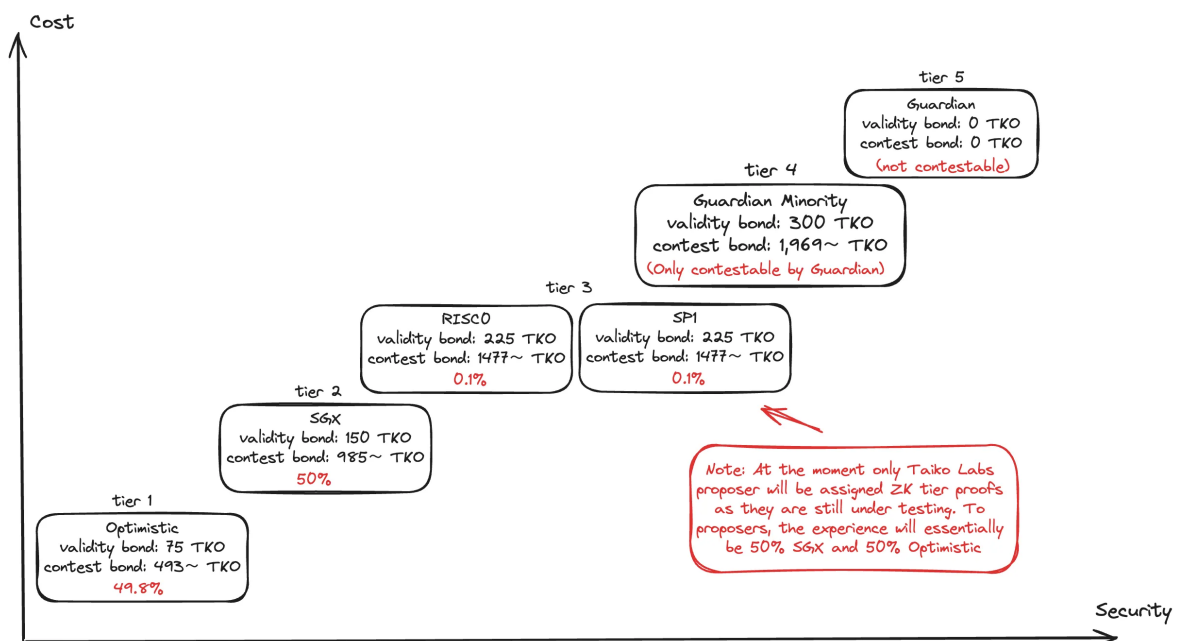 Cost
tier 5
Guardian
validity bond: 0 TKO
contest bond: 0 TKO
(not contestable)
tier 4
Guardian Minority
validity bond: 300 TKO
contest bond: 1,969~ TKO
(Only contestable by Guardian)
tier 3
RISC0
validity bond: 225 TKO
contest bond: 1477~ TKO
0.1%
SP1
validity bond: 225 TKO
contest bond: 1477~ TKO
0.1%
tier 2
SGX
validity bond: 150 TKO
contest bond: 985~ TKO
50%
Note: At the moment only Taiko Labs
proposer will be assigned ZK tier proofs
as they are still under testing. To
proposers, the experience will essentially
be 50% SGX and 50% Optimistic
tier 1
Optimistic
validity bond: 75 TKO
contest bond: 493~ TKO
49.8%
Security